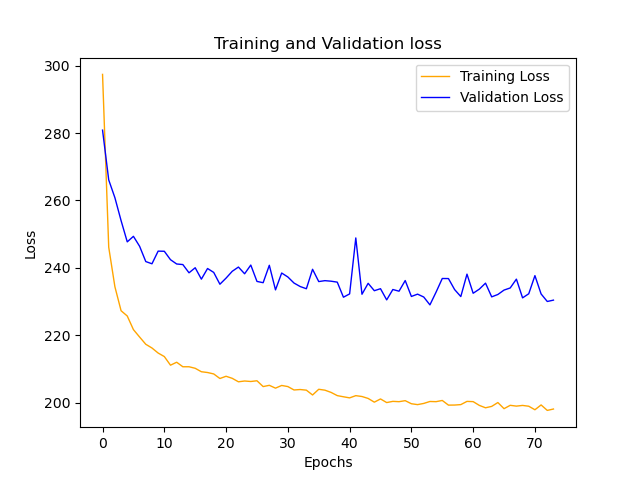 Training and Validation loss
Training Loss
Validation Loss
Loss
300
280
260
240
220
200
0 10 20 30 40 50 60 70
Epochs